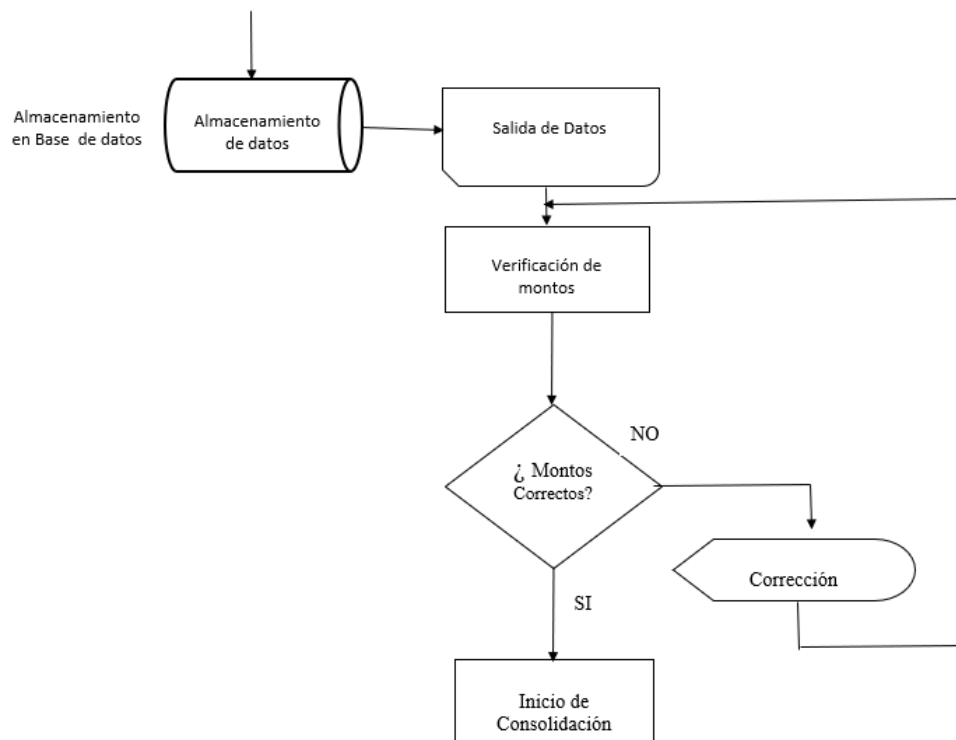 Almacenamiento
en Base de datos
Almacenamiento
de datos
Salida de Datos
Verificación de
montos
NO
¿ Montos
Correctos?
Corrección
SI
Inicio de
Consolidación